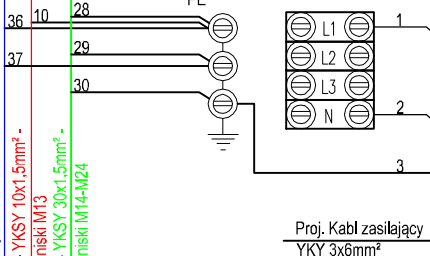 PE
36
10
28
29
37
30
L1
L2
L3
N
1
2
3
YKSY 10x1,5mm² -
niski M13
YKSY 30x1,5mm² -
niski M14-M24
Proj. Kabl zasilający
YKY 3x6mm²